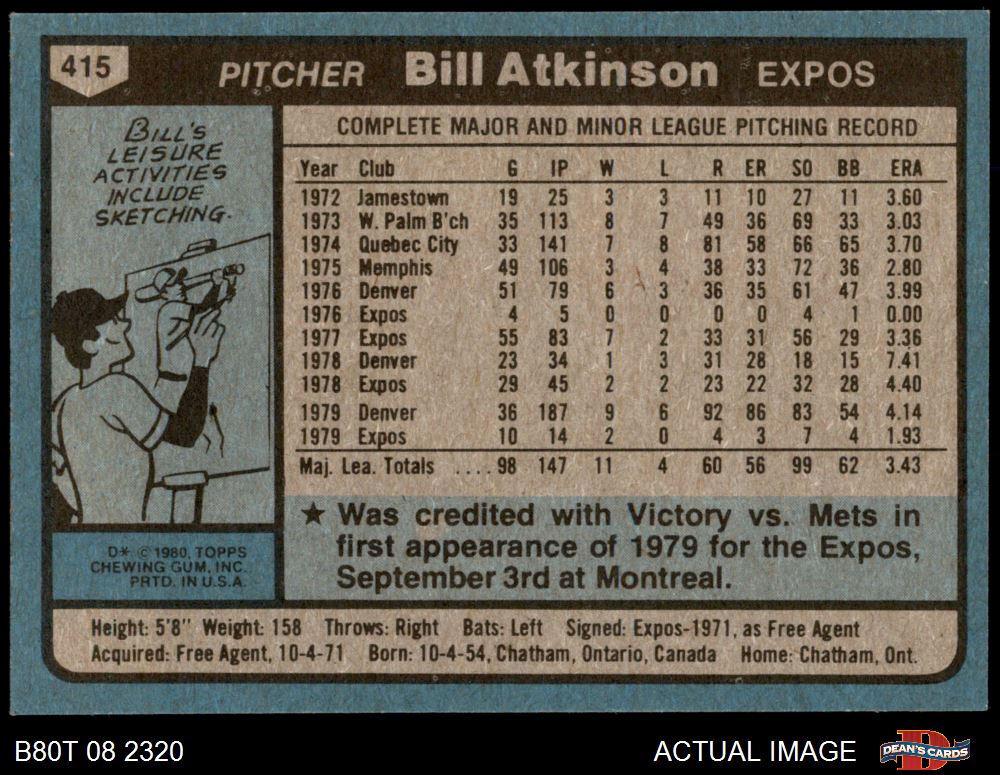 415 PITCHER Bill Atkinson EXPOS
BILL'S
LEISURE
ACTIVITIES
INCLUDE
SKETCHING.
D* © 1980, TOPPS
CHEWING GUM, INC.
PRTD. IN U.S.A.
COMPLETE MAJOR AND MINOR LEAGUE PITCHING RECORD
Year Club G IP W L R ER SO BB ERA
1972 Jamestown 19 25 3 3 11 10 27 11 3.60
1973 W. Palm B'ch 35 113 8 7 49 36 69 33 3.03
1974 Quebec City 33 141 7 8 81 58 66 65 3.70
1975 Memphis 49 106 3 4 38 33 72 36 2.80
1976 Denver 51 79 6 3 36 35 61 47 3.99
1976 Expos 4 5 0 0 0 0 4 1 0.00
1977 Expos 55 83 7 2 33 31 56 29 3.36
1978 Denver 23 34 1 3 31 28 18 15 7.41
1978 Expos 29 45 2 2 23 22 32 28 4.40
1979 Denver 36 187 9 6 92 86 83 54 4.14
1979 Expos 10 14 2 0 4 3 7 4 1.93
Maj. Lea. Totals ....98 147 11 4 60 56 99 62 3.43
★ Was credited with Victory vs. Mets in
first appearance of 1979 for the Expos,
September 3rd at Montreal.
Height: 5'8" Weight: 158 Throws: Right Bats: Left Signed: Expos-1971, as Free Agent
Acquired: Free Agent, 10-4-71 Born: 10-4-54, Chatham, Ontario, Canada Home: Chatham, Ont.
B80T 08 2320 ACTUAL IMAGE D DEAN'S CARDS